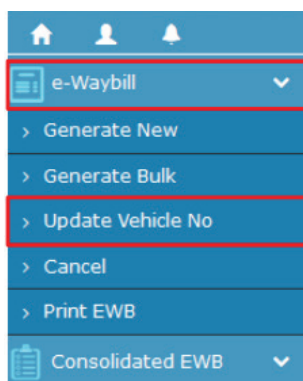 e-Waybill
> Generate New
> Generate Bulk
> Update Vehicle No
> Cancel
> Print EWB
Consolidated EWB